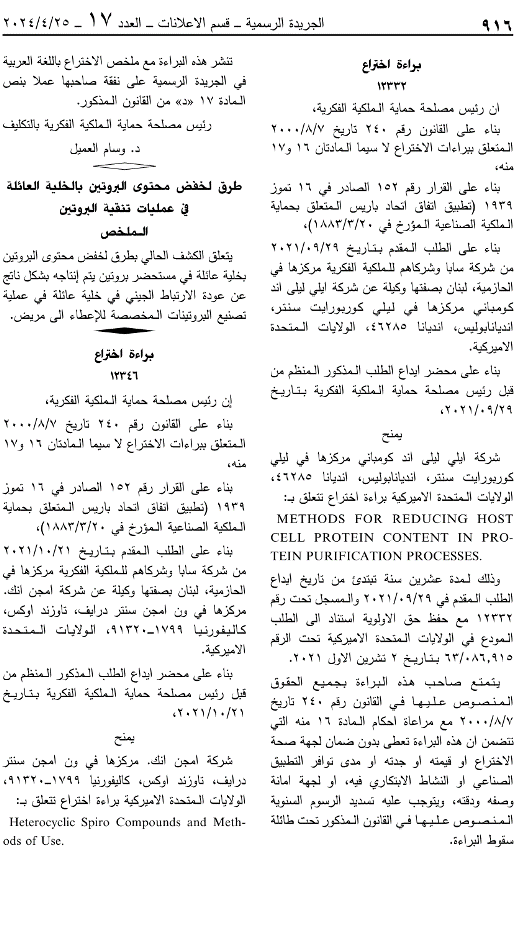 ٩١٦
الجريدة الرسمية ـ قسم الاعلانات ـ العدد ١٧ ـ ٢٠٢٤/٤/٢٥
براءة اختراع
١٢٣٣٢
ان رئيس مصلحة حماية الملكية الفكرية،
بناء على القانون رقم ٢٤٠ تاريخ ٢٠٠٠/٨/٧
المتعلق ببراءات الاختراع لا سيما المادتان ١٦ و١٧
منه،
بناء على القرار رقم ١٥٢ الصادر في ١٦ تموز
١٩٣٩ (تطبيق اتفاق اتحاد باريس المتعلق بحماية
الملكية الصناعية المؤرخ في ١٨٨٣/٣/٢٠)،
بناء على الطلب المقدم بتاريخ ٢٠٢١/٠٩/٢٩
من شركة سابا وشركاهم للملكية الفكرية مركزها في
الحازمية، لبنان بصفتها وكيلة عن شركة ايلي ليلى اند
كومباني مركزها في ليلي كوربورايت سنتر،
اندياناپوليس، انديانا ٤٦٢٨٥، الولايات المتحدة
الاميركية.
بناء على محضر ايداع الطلب المذكور المنظم من
قبل رئيس مصلحة حماية الملكية الفكرية بتاريخ
٢٠٢١/٠٩/٢٩،
يمنح
شركة ايلي ليلى اند كومباني مركزها في ليلي
كوربورايت سنتر، اندياناپوليس، انديانا ٤٦٢٨٥،
الولايات المتحدة الاميركية براءة اختراع تتعلق بـ:
METHODS FOR REDUCING HOST
CELL PROTEIN CONTENT IN PRO-
TEIN PURIFICATION PROCESSES.
وذلك لمدة عشرين سنة تبتدئ من تاريخ ايداع
الطلب المقدم في ٢٠٢١/٠٩/٢٩ والمسجل تحت رقم
١٢٣٣٢ مع حفظ حق الاولوية استناد الى الطلب
المودع في الولايات المتحدة الاميركية تحت الرقم
٦٣/٠٨٦,٩١٥ بتاريخ ٢ تشرين الاول ٢٠٢١.
يتمتع صاحب هذه البراءة بجميع الحقوق
المنصوص عليها في القانون رقم ٢٤٠ تاريخ
٢٠٠٠/٨/٧ مع مراعاة احكام المادة ١٦ منه التي
تتضمن ان هذه البراءة تعطى بدون ضمان لجهة صحة
الاختراع او قيمته او جدته او مدى توافر التطبيق
الصناعي او النشاط الابتكاري فيه، او لجهة امانة
وصفه ودقته، ويتوجب عليه تسديد الرسوم السنوية
المنصوص عليها في القانون المذكور تحت طائلة
سقوط البراءة.
تنشر هذه البراءة مع ملخص الاختراع باللغة العربية
في الجريدة الرسمية على نفقة صاحبها عملا بنص
المادة ١٧ «د» من القانون المذكور.
رئيس مصلحة حماية الملكية الفكرية بالتكليف
د. وسام العميل
طرق لخفض محتوى البروتين بالخلية العائلة
في عمليات تنقية البروتين
الملخص
يتعلق الكشف الحالي بطرق لخفض محتوى البروتين
بخلية عائلة في مستحضر بروتين يتم إنتاجه بشكل ناتج
عن عودة الارتباط الجيني في خلية عائلة في عملية
تصنيع البروتينات المخصصة للإعطاء الى مريض.
براءة اختراع
١٢٣٤٦
إن رئيس مصلحة حماية الملكية الفكرية،
بناء على القانون رقم ٢٤٠ تاريخ ٢٠٠٠/٨/٧
المتعلق ببراءات الاختراع لا سيما المادتان ١٦ و١٧
منه،
بناء على القرار رقم ١٥٢ الصادر في ١٦ تموز
١٩٣٩ (تطبيق اتفاق اتحاد باريس المتعلق بحماية
الملكية الصناعية المؤرخ في ١٨٨٣/٣/٢٠)،
بناء على الطلب المقدم بتاريخ ٢٠٢١/١٠/٢١
من شركة سابا وشركاهم للملكية الفكرية مركزها في
الحازمية، لبنان بصفتها وكيلة عن شركة امجن انك.
مركزها في ون امجن سنتر درايف، ثاوزند اوكس،
كاليفورنيا ١٧٩٩ـ٩١٣٢٠، الولايات المتحدة
الاميركية.
بناء على محضر ايداع الطلب المذكور المنظم من
قبل رئيس مصلحة حماية الملكية الفكرية بتاريخ
٢٠٢١/١٠/٢١،
يمنح
شركة امجن انك. مركزها في ون امجن سنتر
درايف، ثاوزند اوكس، كاليفورنيا ١٧٩٩ـ٩١٣٢٠،
الولايات المتحدة الاميركية براءة اختراع تتعلق بـ:
Heterocyclic Spiro Compounds and Meth-
ods of Use.